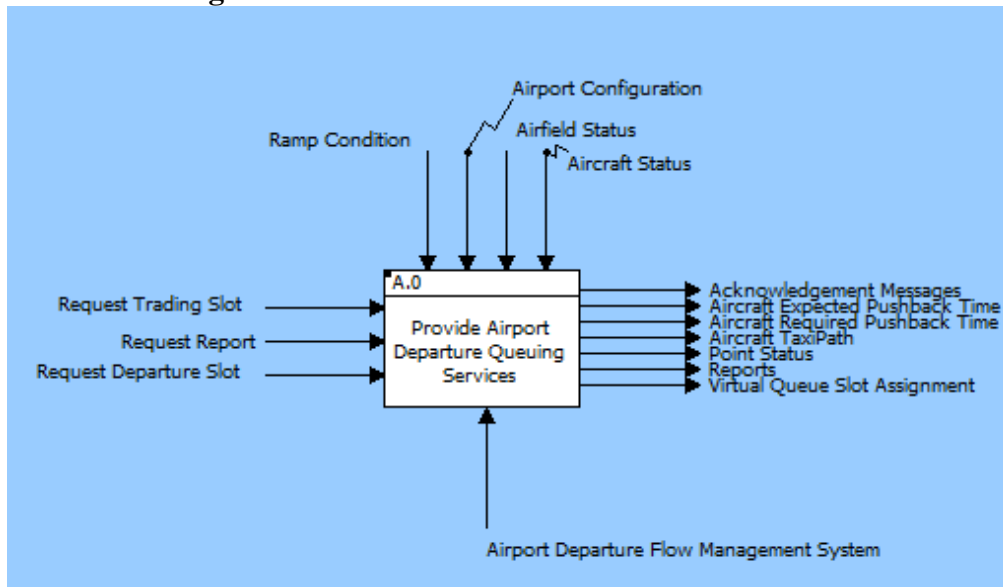 Airport Configuration
Ramp Condition
Airfield Status
Aircraft Status
A.0
Provide Airport
Departure Queuing
Services
Request Trading Slot
Request Report
Request Departure Slot
Acknowledgement Messages
Aircraft Expected Pushback Time
Aircraft Required Pushback Time
Aircraft TaxiPath
Point Status
Reports
Virtual Queue Slot Assignment
Airport Departure Flow Management System